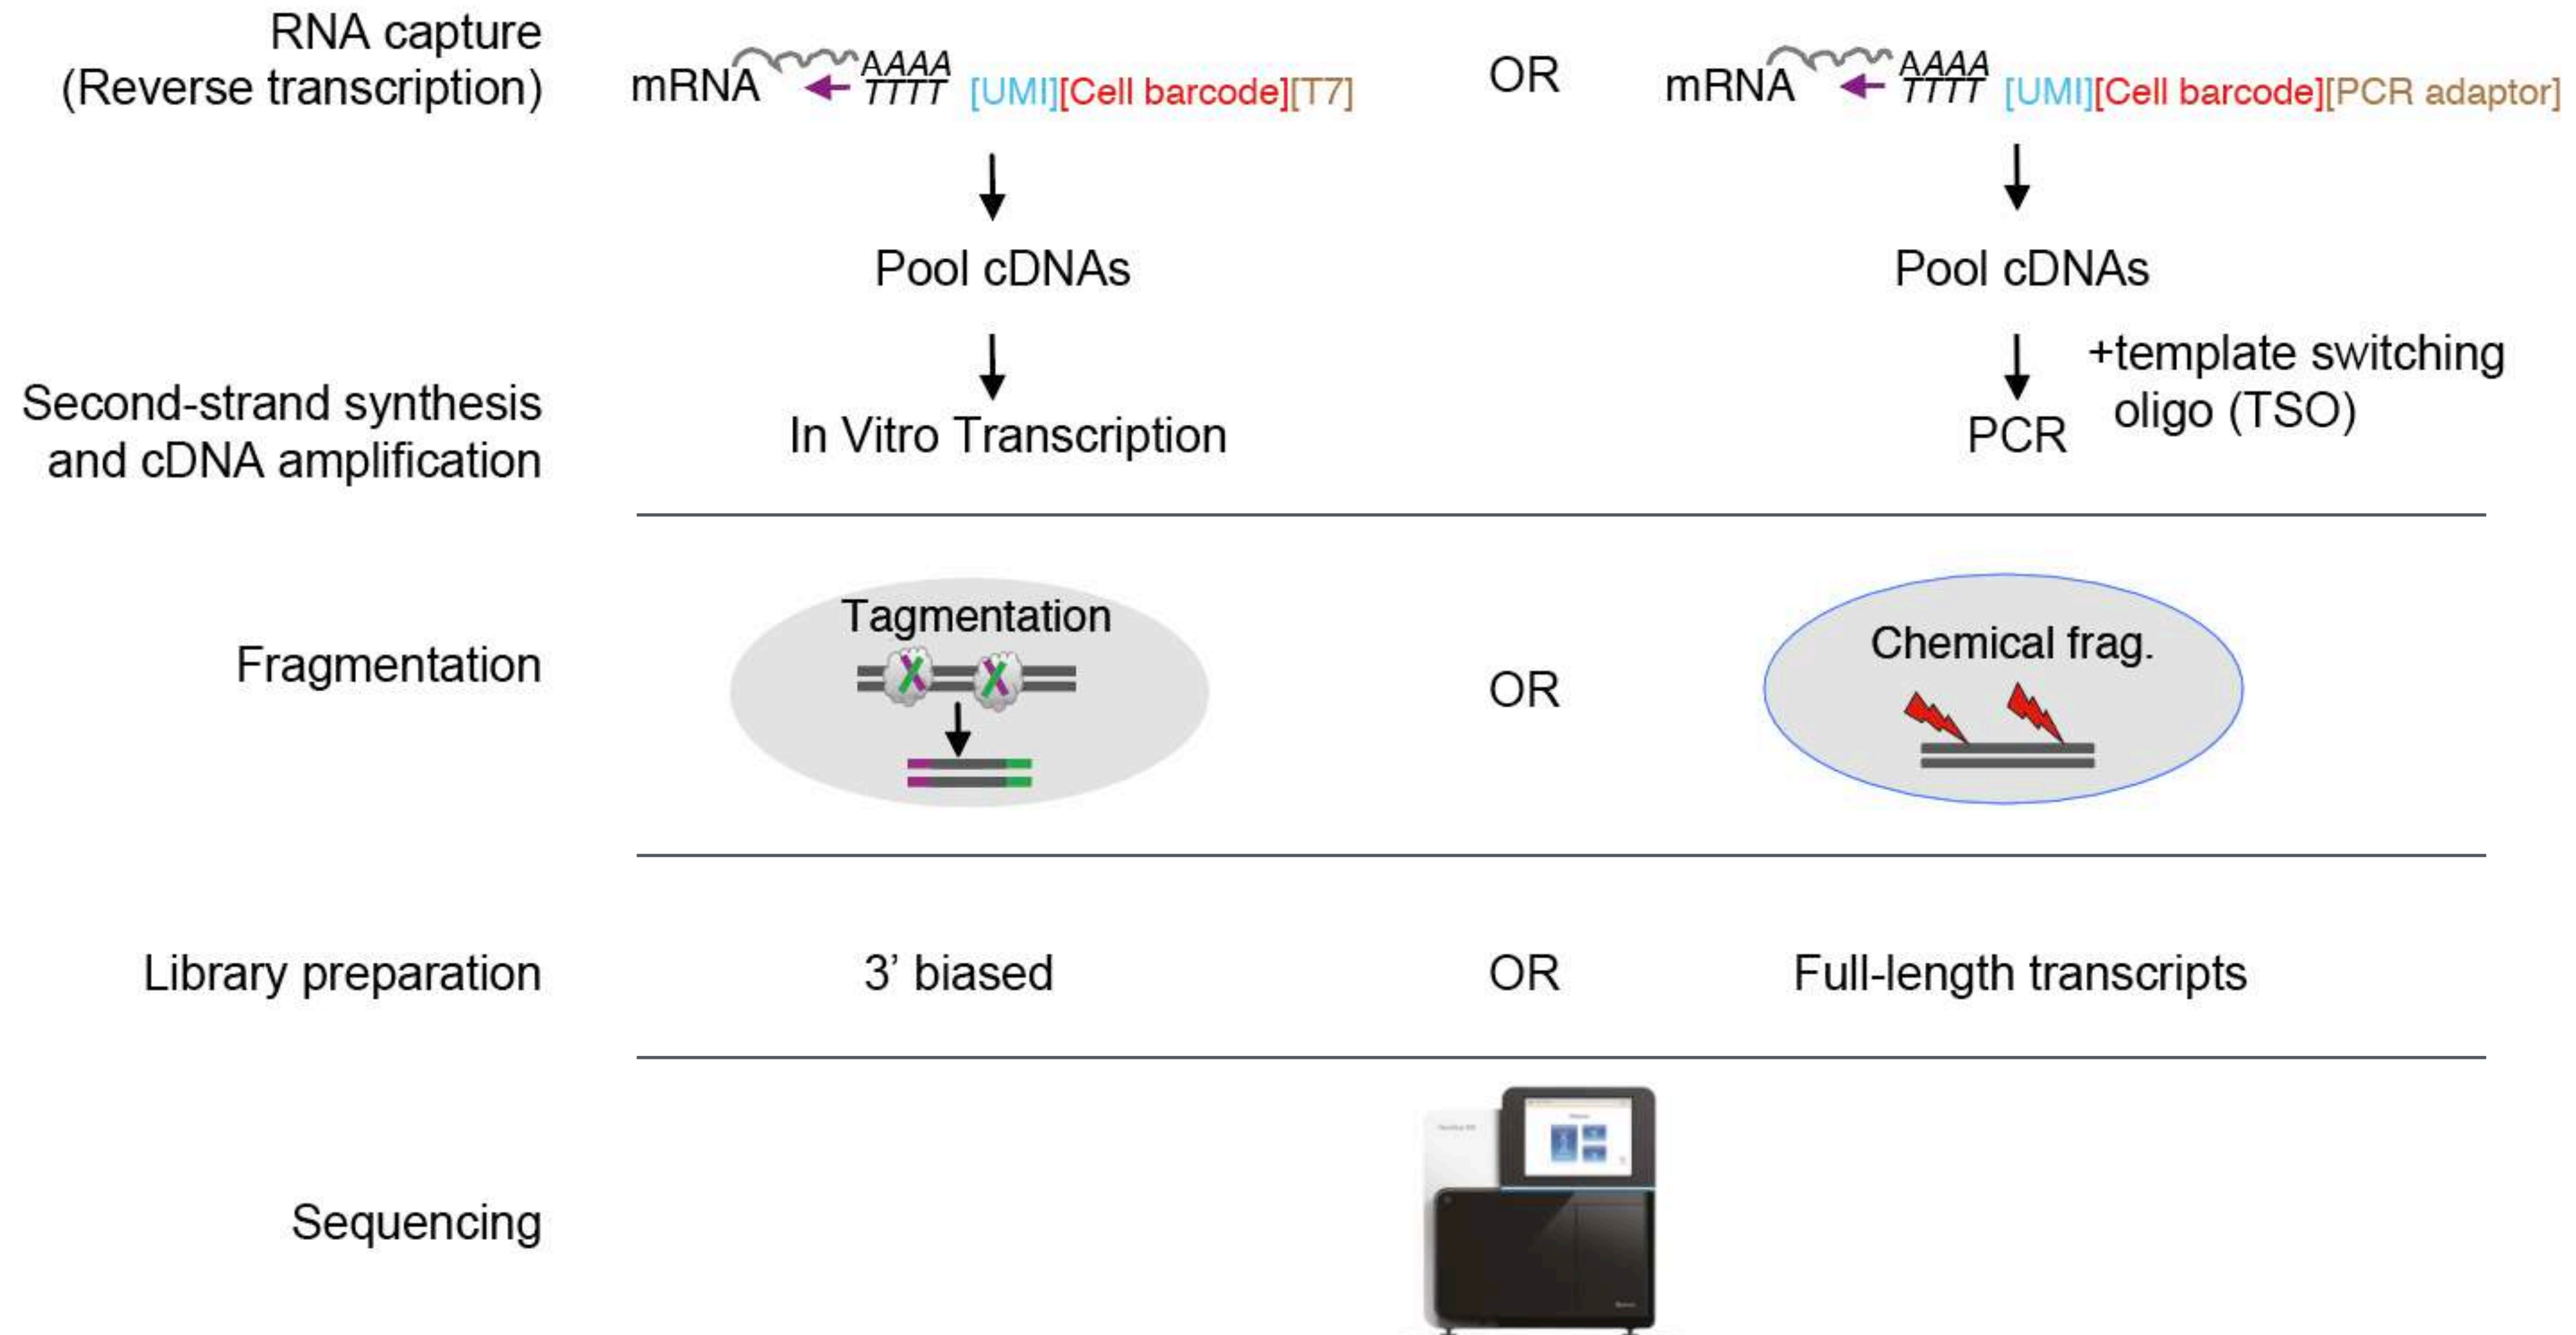 RNA capture
(Reverse transcription)
mRNA AAAA
TTTT [UMI][Cell barcode][T7]
OR
mRNA AAAA
TTTT [UMI][Cell barcode][PCR adaptor]
Pool cDNAs
Pool cDNAs
Second-strand synthesis
and cDNA amplification
In Vitro Transcription
PCR
+template switching
oligo (TSO)
Fragmentation
Tagmentation
OR
Chemical frag.
Library preparation
3’ biased
OR
Full-length transcripts
Sequencing